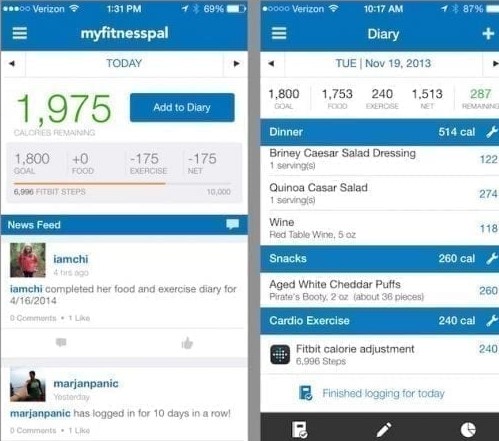 Verizon 1:31 PM 69%
myfitnesspal
TODAY
1,975
CALORIES REMAINING
Add to Diary
1,800 +0 -175 -175
GOAL FOOD EXERCISE NET
6,996 FITBIT STEPS 10,000
News Feed
iamchi
4 hrs ago
iamchi completed her food and exercise diary for
4/16/2014
0 Comments • 1 Like
marjanpanic
Yesterday
marjanpanic has logged in for 10 days in a row!
0 Comments • 1 Like
Verizon 10:17 AM 87%
Diary
TUE | Nov 19, 2013
1,800 1,753 240 1,513 287
GOAL FOOD EXERCISE NET REMAINING
Dinner 514 cal
Briney Caesar Salad Dressing 122
1 serving(s)
Quinoa Casar Salad 274
1 serving(s)
Wine 118
Red Table Wine, 5 oz
Snacks 260 cal
Aged White Cheddar Puffs 260
Pirate's Booty, 2 oz (about 36 pieces)
Cardio Exercise 240 cal
Fitbit calorie adjustment 240
6,996 Steps
Finished logging for today